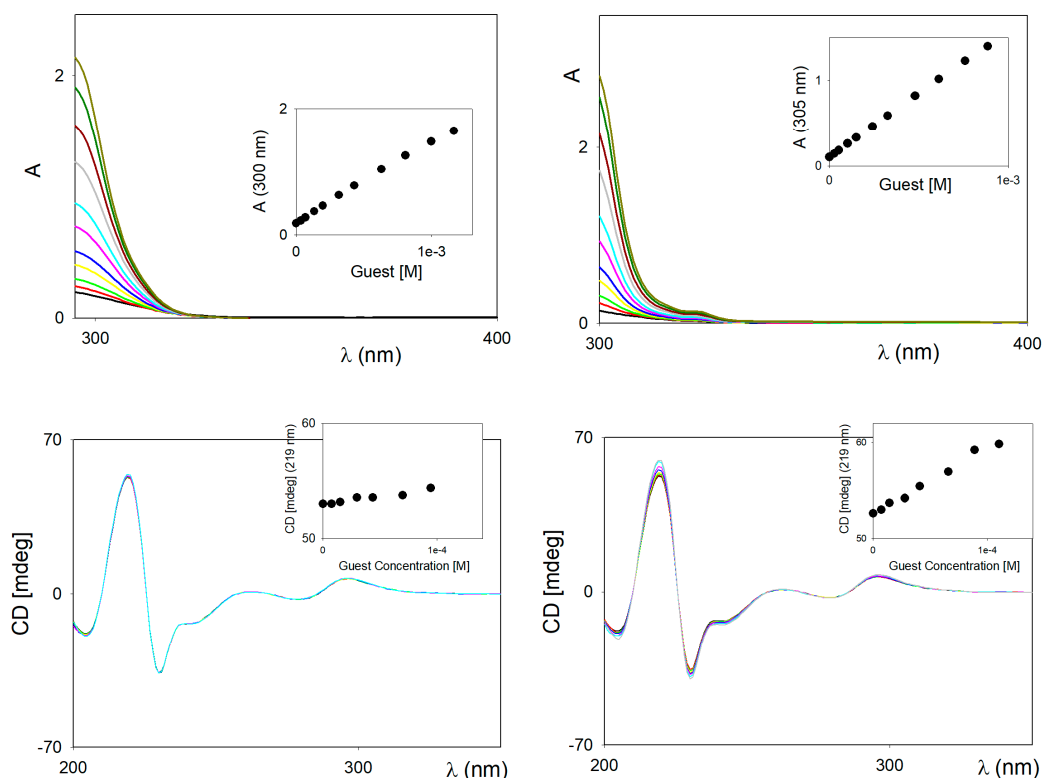 2
A
0
300
400
λ (nm)
2
A (300 nm)
0
0
1e-3
Guest [M]
2
A
0
300
400
λ (nm)
1
A (305 nm)
0
0
1e-3
Guest [M]
70
CD [mdeg]
0
-70
200
300
λ (nm)
60
CD [mdeg] (219 nm)
50
0
1e-4
Guest Concentration [M]
70
CD [mdeg]
0
-70
200
300
λ (nm)
60
CD [mdeg] (219 nm)
50
0
1e-4
Guest Concentration [M]